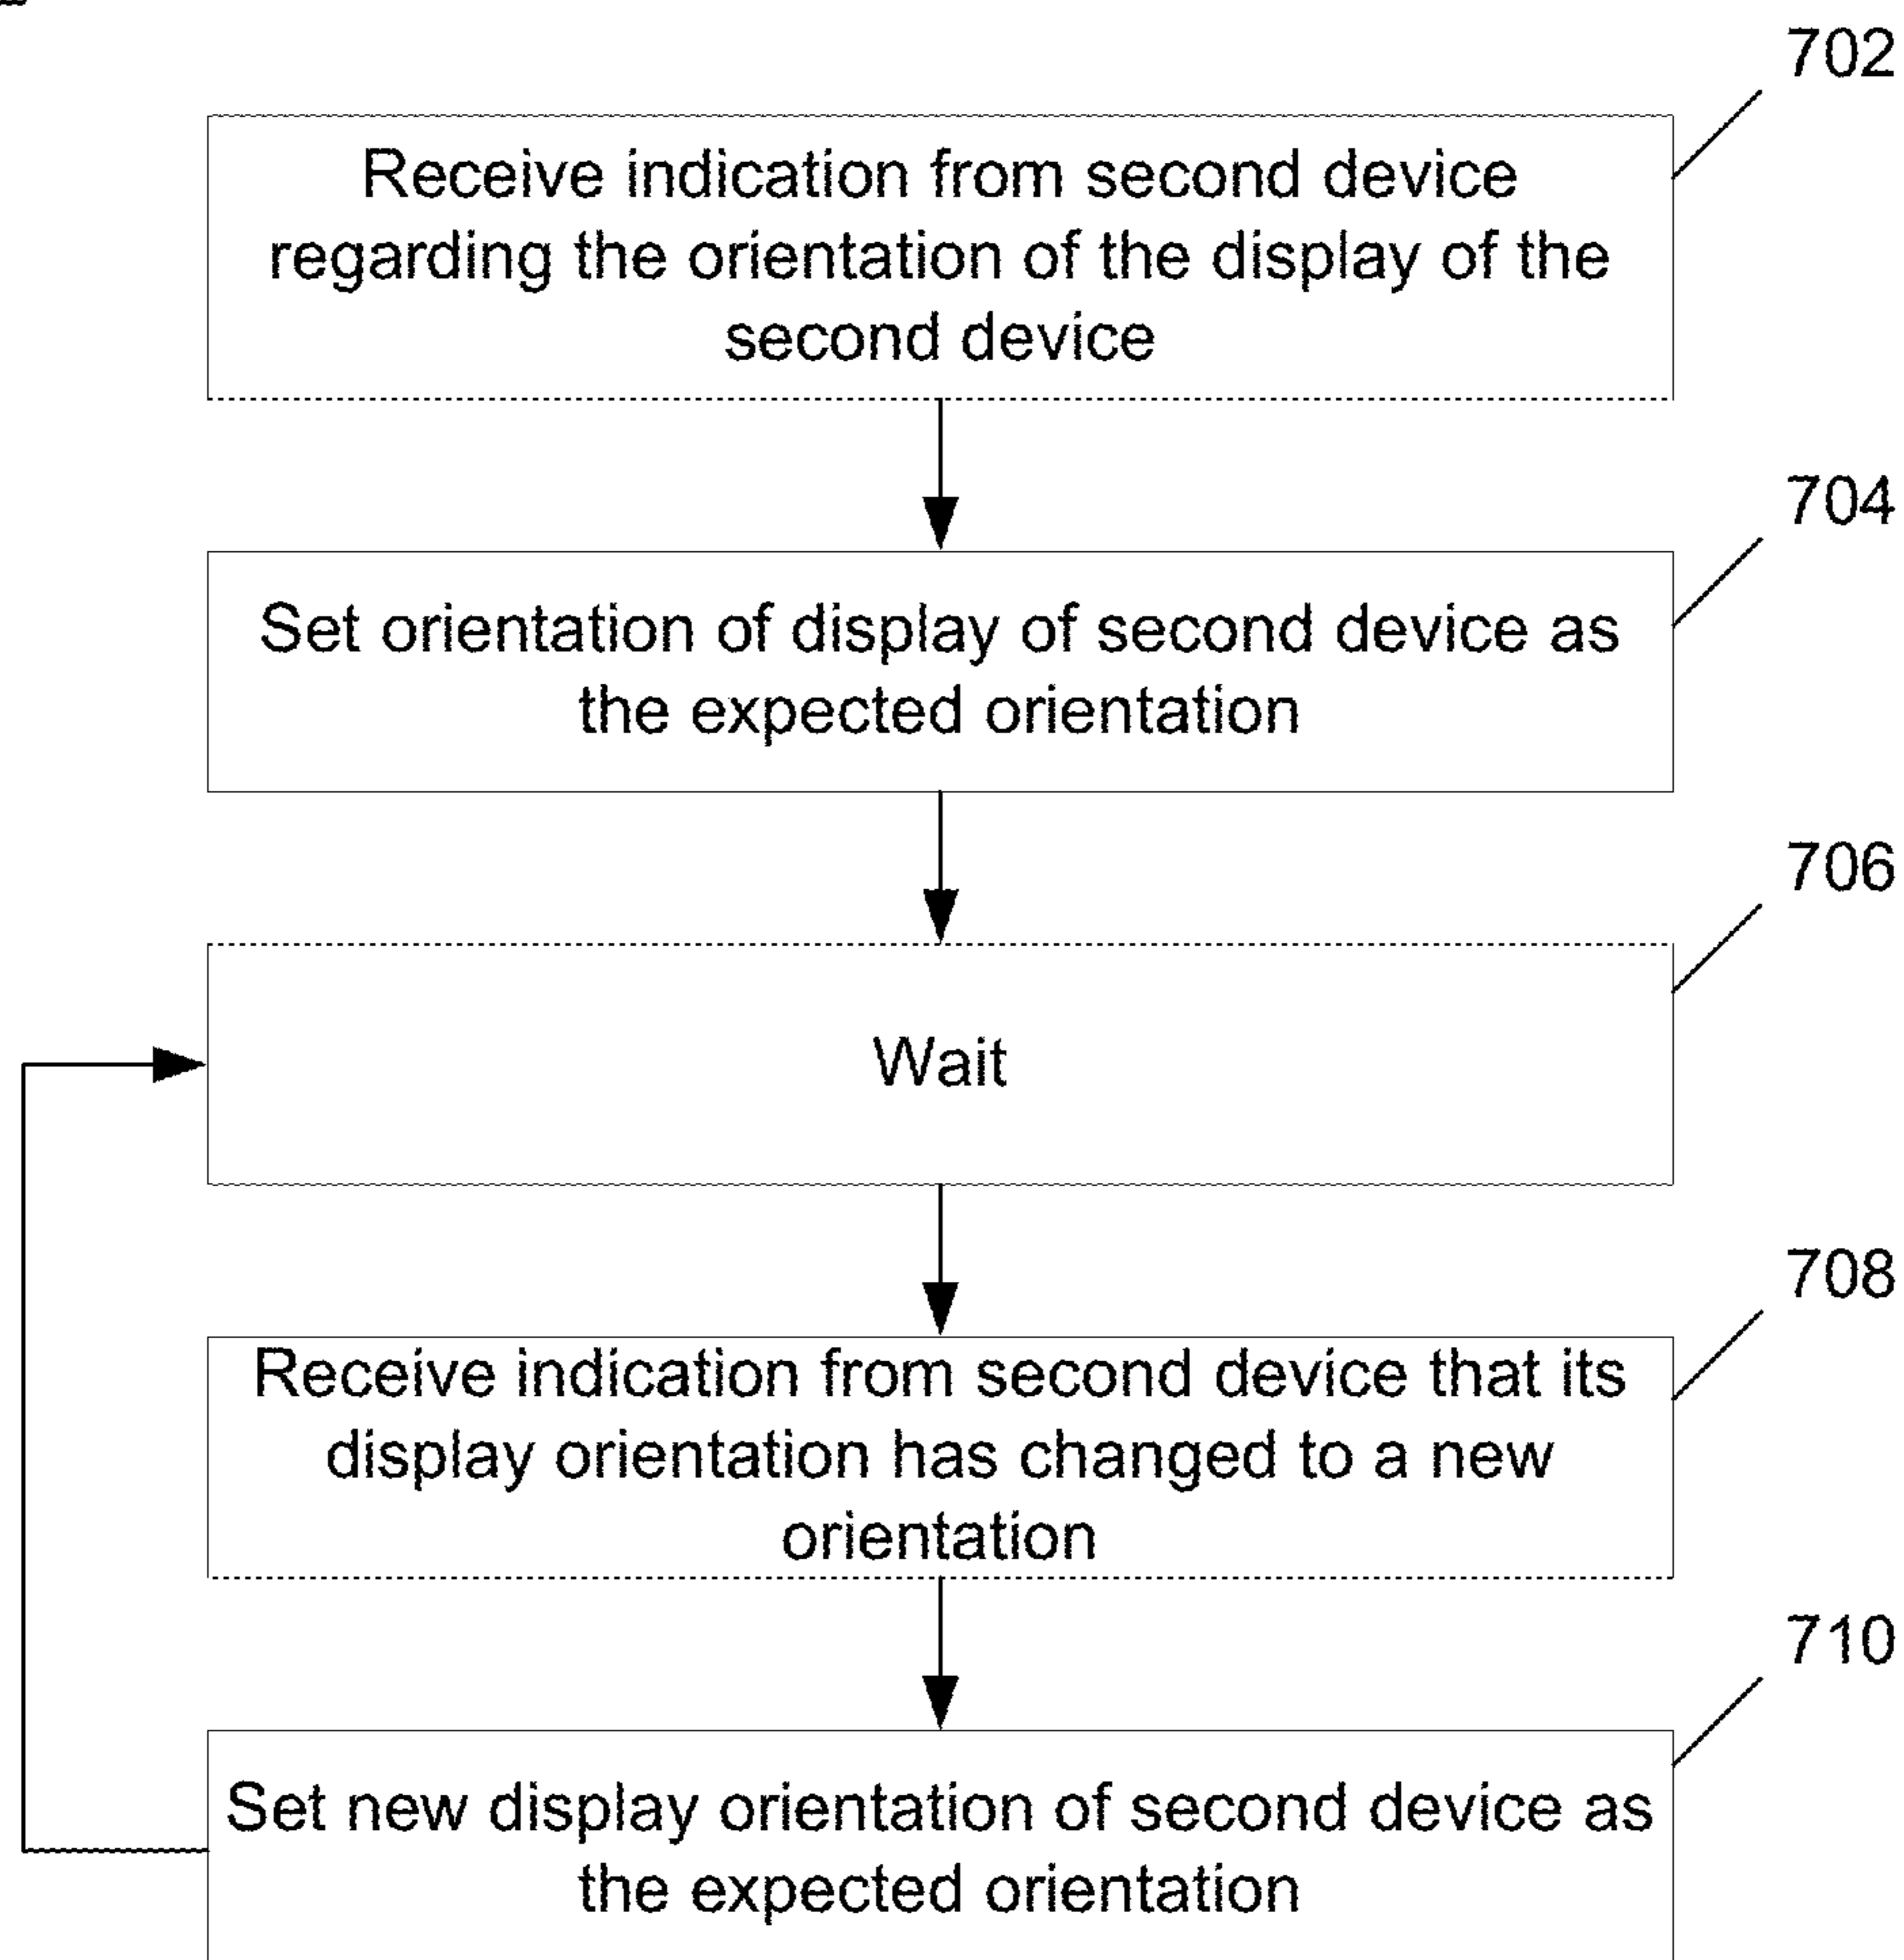 702
Receive indication from second device
regarding the orientation of the display of the
second device
704
Set orientation of display of second device as
the expected orientation
706
Wait
708
Receive indication from second device that its
display orientation has changed to a new
orientation
710
Set new display orientation of second device as
the expected orientation